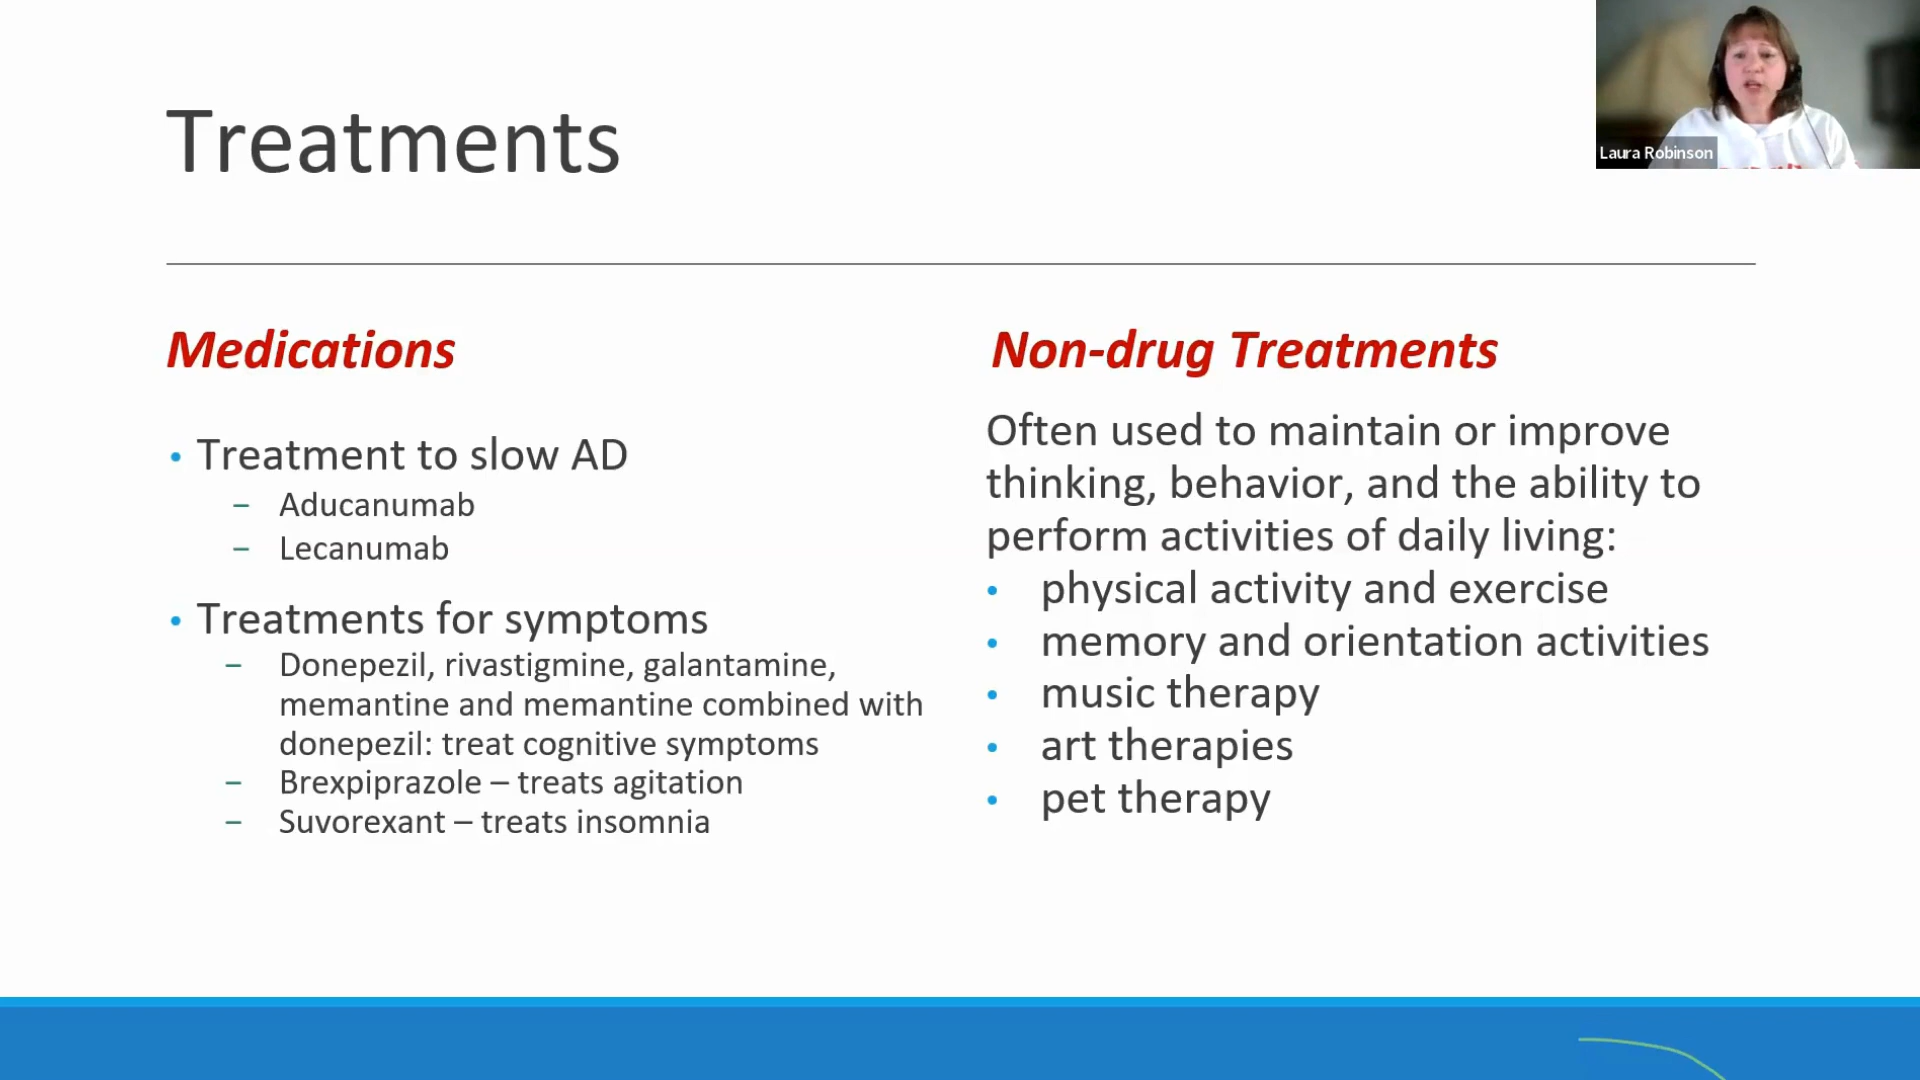 Treatments
Laura Robinson
Medications
• Treatment to slow AD
– Aducanumab
– Lecanumab
• Treatments for symptoms
– Donepezil, rivastigmine, galantamine,
memantine and memantine combined with
donepezil: treat cognitive symptoms
– Brexpiprazole – treats agitation
– Suvorexant – treats insomnia
Non-drug Treatments
Often used to maintain or improve
thinking, behavior, and the ability to
perform activities of daily living:
• physical activity and exercise
• memory and orientation activities
• music therapy
• art therapies
• pet therapy